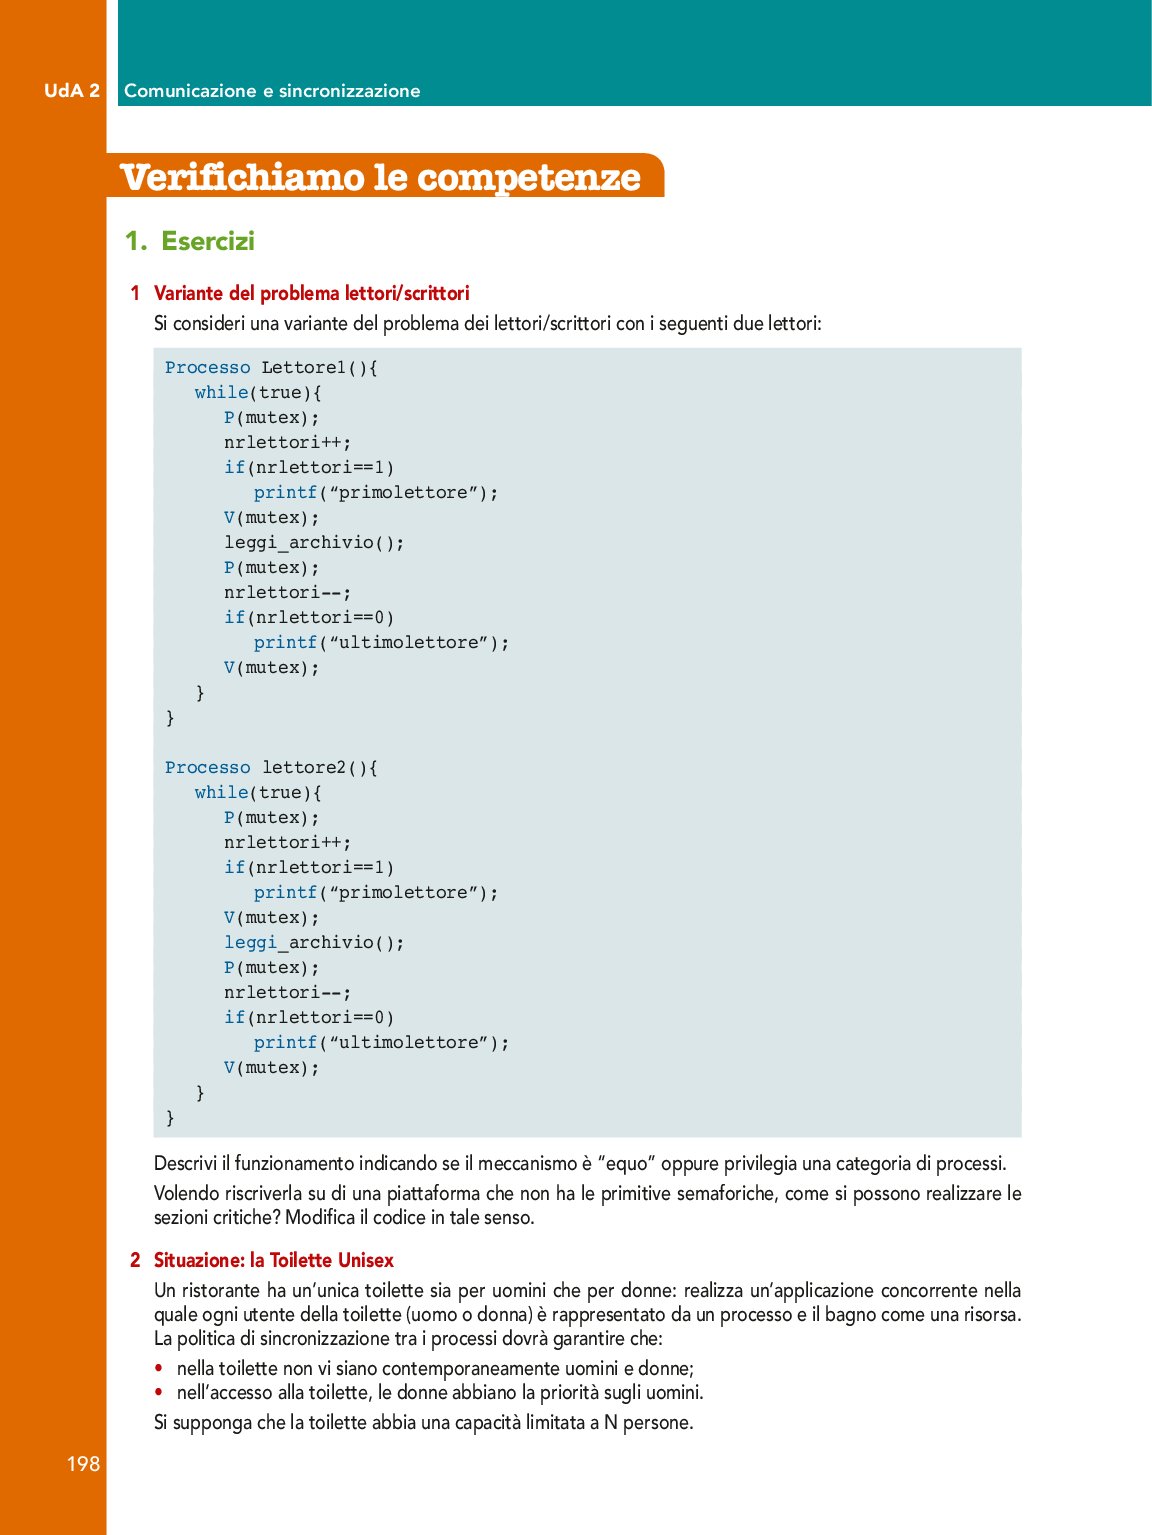 UdA 2 Comunicazione e sincronizzazione
Verifichiamo le competenze
1. Esercizi
1 Variante del problema lettori/scrittori
Si consideri una variante del problema dei lettori/scrittori con i seguenti due lettori:
Processo Lettore1(){
while(true){
P(mutex);
nrlettori++;
if(nrlettori==1)
printf(“primolettore”);
V(mutex);
leggi_archivio();
P(mutex);
nrlettori--;
if(nrlettori==0)
printf(“ultimolettore”);
V(mutex);
}
}
Processo lettore2(){
while(true){
P(mutex);
nrlettori++;
if(nrlettori==1)
printf(“primolettore”);
V(mutex);
leggi_archivio();
P(mutex);
nrlettori--;
if(nrlettori==0)
printf(“ultimolettore”);
V(mutex);
}
}
Descrivi il funzionamento indicando se il meccanismo è “equo” oppure privilegia una categoria di processi.
Volendo riscriverla su di una piattaforma che non ha le primitive semaforiche, come si possono realizzare le
sezioni critiche? Modifica il codice in tale senso.
2 Situazione: la Toilette Unisex
Un ristorante ha un’unica toilette sia per uomini che per donne: realizza un’applicazione concorrente nella
quale ogni utente della toilette (uomo o donna) è rappresentato da un processo e il bagno come una risorsa.
La politica di sincronizzazione tra i processi dovrà garantire che:
• nella toilette non vi siano contemporaneamente uomini e donne;
• nell’accesso alla toilette, le donne abbiano la priorità sugli uomini.
Si supponga che la toilette abbia una capacità limitata a N persone.
198